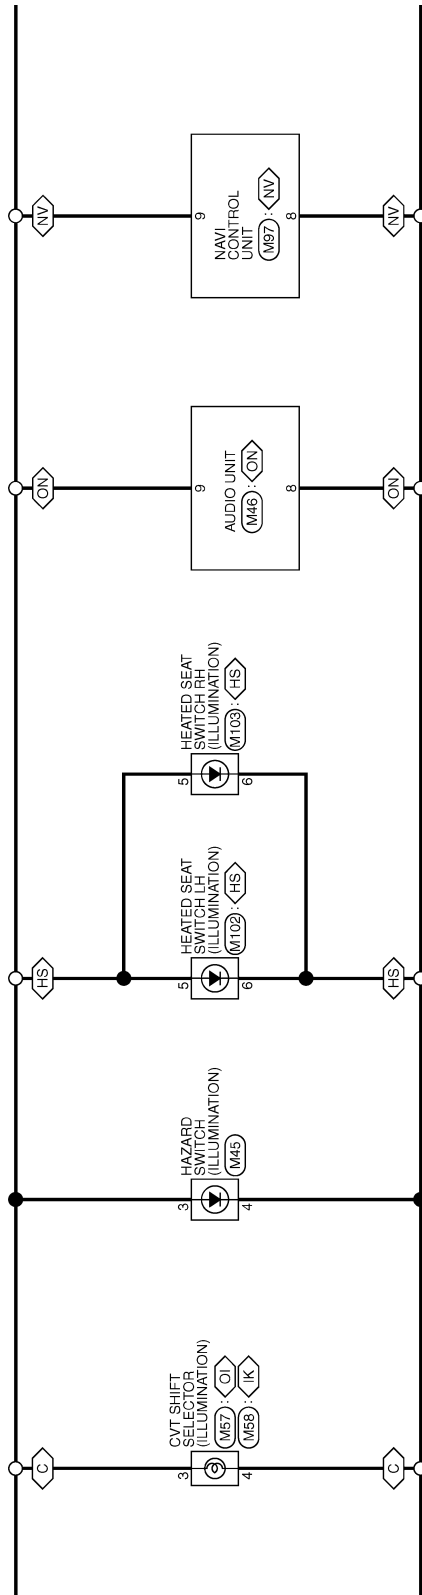 NV
9
NAVI
CONTROL
UNIT
M97 : NV
8
NV
ON
9
AUDIO UNIT
M46 : ON
8
ON
HEATED SEAT
SWITCH RH
(ILLUMINATION)
M103 : HS
5
6
HS
HEATED SEAT
SWITCH LH
(ILLUMINATION)
M102 : HS
5
6
HS
HAZARD
SWITCH
(ILLUMINATION)
M45
3
4
C
CVT SHIFT
SELECTOR
(ILLUMINATION)
M57 : OI
M58 : IK
3
4
C